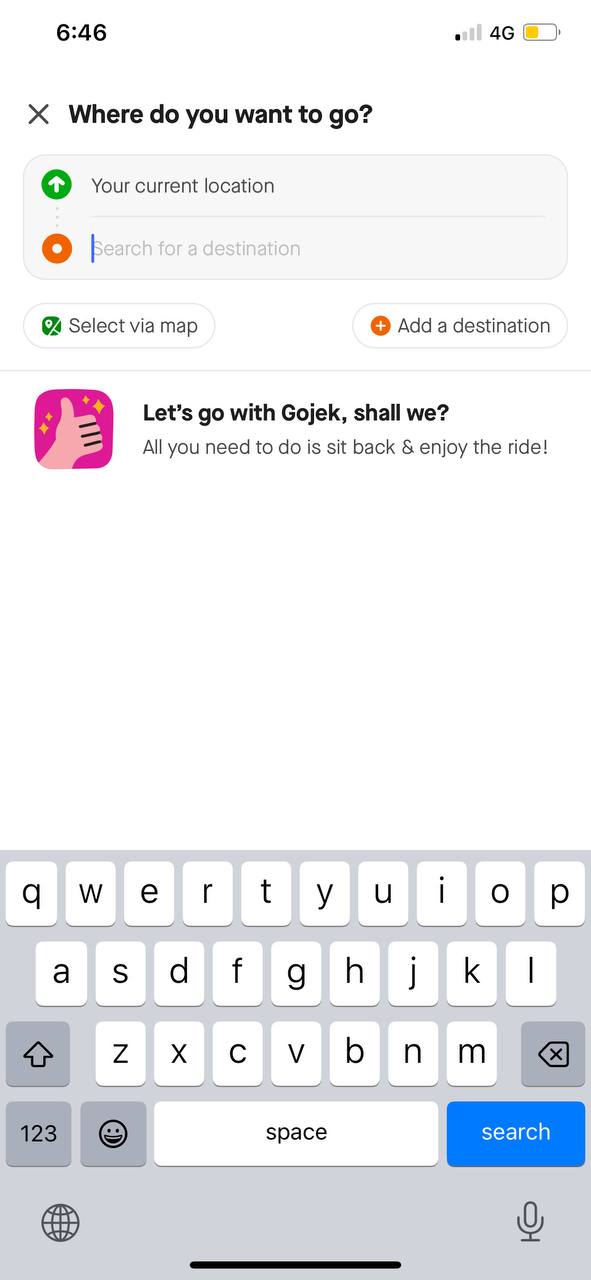 6:46
4G
Where do you want to go?
Your current location
Search for a destination
Select via map
Add a destination
Let's go with Gojek, shall we?
All you need to do is sit back & enjoy the ride!
q w e r t y u i o p
a s d f g h j k l
z x c v b n m
123 space search